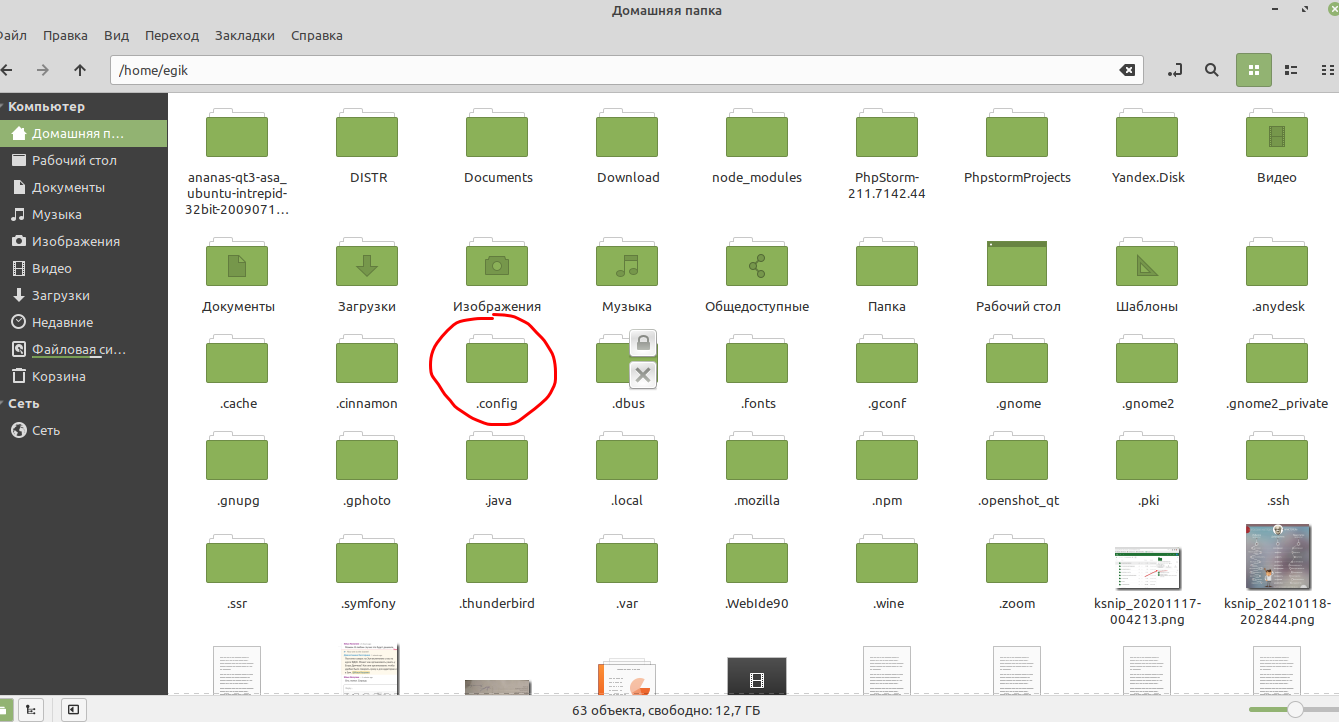 Домашняя папка
Файл Правка Вид Переход Закладки Справка
/home/egik
Компьютер
Домашняя п...
Рабочий стол
Документы
Музыка
Изображения
Видео
Загрузки
Недавние
Файловая си...
Корзина
Сеть
Сеть
ananas-qt3-asa_
ubuntu-intrepid-
32bit-2009071...
DISTR
Documents
Download
node_modules
PhpStorm-
211.7142.44
PhpstormProjects
Yandex.Disk
Видео
Документы
Загрузки
Изображения
Музыка
Общедоступные
Папка
Рабочий стол
Шаблоны
.anydesk
.cache
.cinnamon
.config
.dbus
.fonts
.gconf
.gnome
.gnome2
.gnome2_private
.gnupg
.gphoto
.java
.local
.mozilla
.npm
.openshot_qt
.pki
.ssh
.ssr
.symfony
.thunderbird
.var
.WebIde90
.wine
.zoom
ksnip_20201117-
004213.png
ksnip_20210118-
202844.png
63 объекта, свободно: 12,7 ГБ